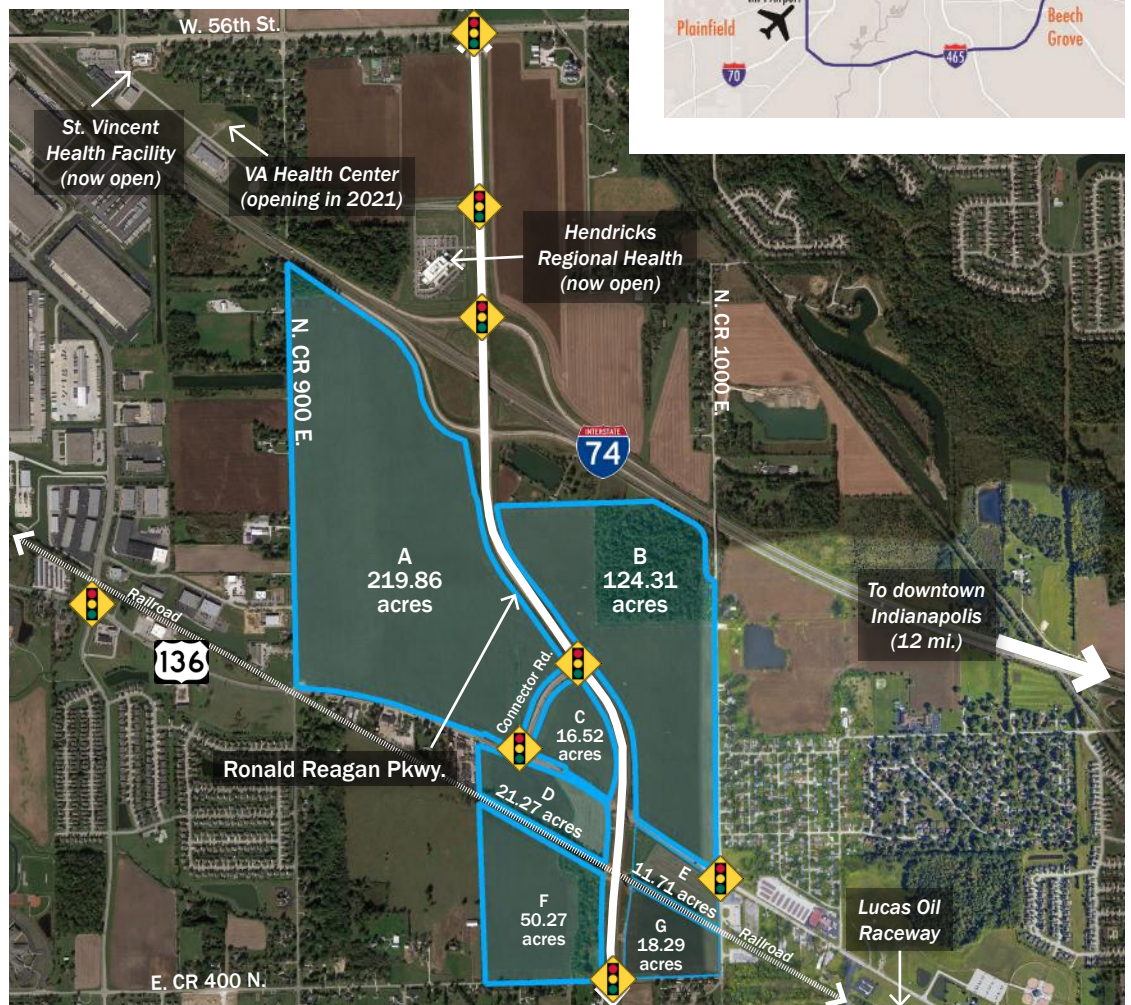 Plainfield
Beech
Grove
70
465
W. 56th St.
St. Vincent
Health Facility
(now open)
VA Health Center
(opening in 2021)
Hendricks
Regional Health
(now open)
N. CR 900 E.
N. CR 1000 E.
INTERSTATE
74
A
219.86
acres
B
124.31
acres
To downtown
Indianapolis
(12 mi.)
Railroad
136
Connector Rd.
C
16.52
acres
Ronald Reagan Pkwy.
D
21.27 acres
E
11.71 acres
F
50.27
acres
G
18.29
acres
Railroad
Lucas Oil
Raceway
E. CR 400 N.